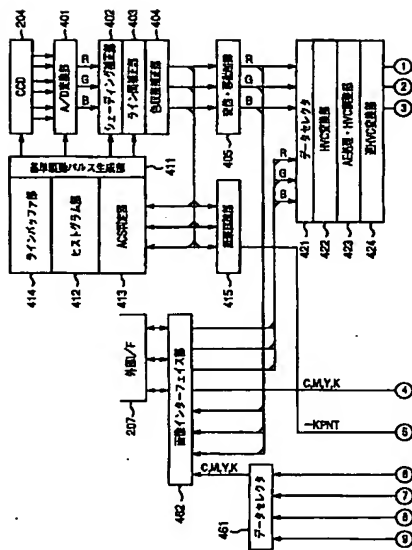 204
CCD
401
A/D変換部
R
G
B
402
シェーディング補正部
403
ライン間補正部
404
色収差補正部
405
変倍・移動制御部
R
G
B
421
データセレクタ
422
HVC変換部
423
AE処理・HVC調整部
424
逆HVC変換部
①
②
③
基準駆動パルス生成部
411
414
ラインバッファ部
412
ヒストグラム部
413
ACS判定部
415
R
G
B
207
外部I/F
462
画像インターフェイス部
C,M,Y,K
④
-KPNT
⑤
461
データセレクタ
C,M,Y,K
⑥
⑦
⑧
⑨